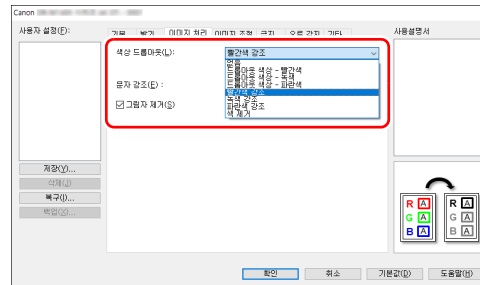 Canon
사용자 설정(F):
기본 밝기 이미지 처리 이미지 조정 급지 오류 감지 기타
사용설명서
색상 드롭아웃(L):
빨간색 강조
없음
드롭아웃 색상 - 빨간색
드롭아웃 색상 - 녹색
드롭아웃 색상 - 파란색
빨간색 강조
녹색 강조
파란색 강조
색 제거
문자 강조(E) :
그림자 제거(S)
저장(Y)...
삭제(J)
복구(I)...
백업(X)...
R A R A
G A G A
B A B A
확인 취소 기본값(D) 도움말(H)